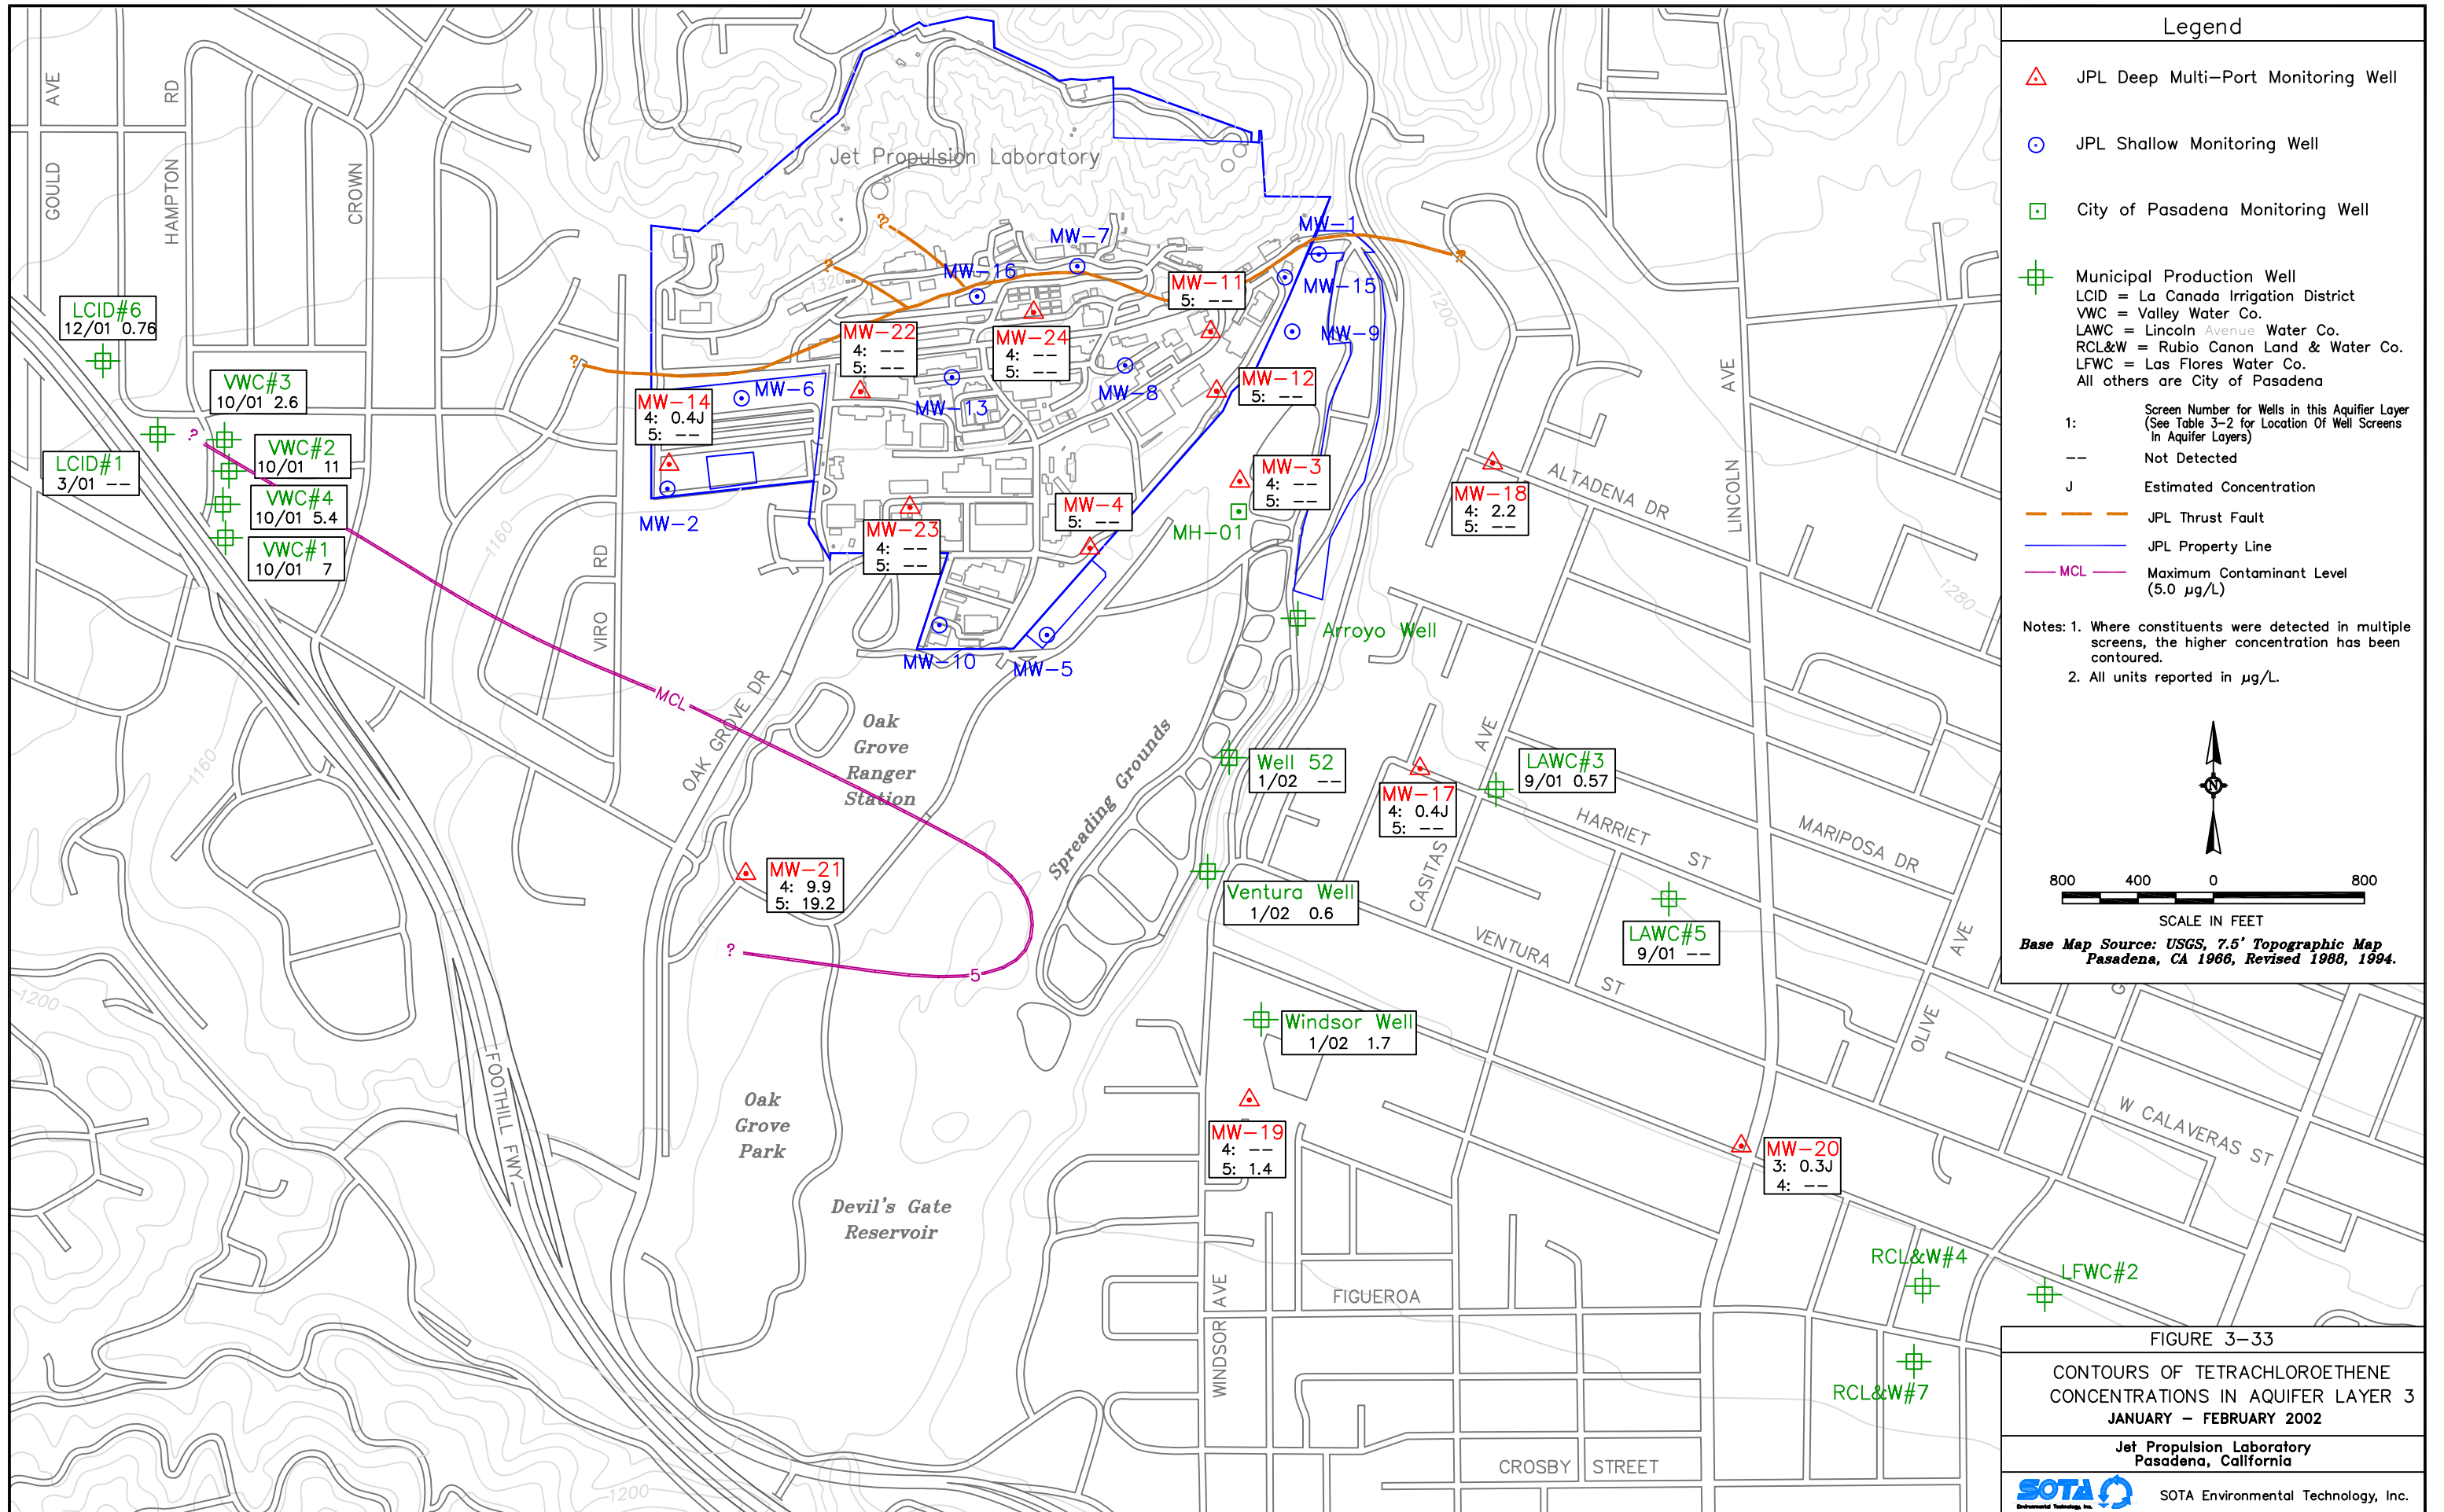 Legend
JPL Deep Multi-Port Monitoring Well
JPL Shallow Monitoring Well
City of Pasadena Monitoring Well
Municipal Production Well
LCID = La Canada Irrigation District
VWC = Valley Water Co.
LAWC = Lincoln Avenue Water Co.
RCL&W = Rubio Canon Land & Water Co.
LFWC = Las Flores Water Co.
All others are City of Pasadena
1: Screen Number for Wells in this Aquifier Layer
(See Table 3-2 for Location Of Well Screens
In Aquifer Layers)
-- Not Detected
J Estimated Concentration
JPL Thrust Fault
JPL Property Line
MCL Maximum Contaminant Level
(5.0 µg/L)
Notes: 1. Where constituents were detected in multiple
screens, the higher concentration has been
contoured.
2. All units reported in µg/L.
N
800 400 0 800
SCALE IN FEET
Base Map Source: USGS, 7.5' Topographic Map
Pasadena, CA 1966, Revised 1988, 1994.
FIGURE 3-33
CONTOURS OF TETRACHLOROETHENE
CONCENTRATIONS IN AQUIFER LAYER 3
JANUARY - FEBRUARY 2002
Jet Propulsion Laboratory
Pasadena, California
SOTA
Environmental Technology, Inc.
SOTA Environmental Technology, Inc.
GOULD AVE
HAMPTON RD
CROWN
Jet Propulsion Laboratory
LCID#6
12/01 0.76
VWC#3
10/01 2.6
VWC#2
10/01 11
LCID#1
3/01 --
VWC#4
10/01 5.4
VWC#1
10/01 7
?
?
?
?
?
?
1320
1200
MW-7
MW-1
MW-16
MW-11
5: --
MW-15
MW-9
MW-22
4: --
5: --
MW-24
4: --
5: --
MW-14
4: 0.4J
5: --
MW-6
MW-13
MW-8
MW-12
5: --
MW-2
MW-23
4: --
5: --
MW-4
5: --
MW-3
4: --
5: --
MH-01
MW-18
4: 2.2
5: --
ALTADENA DR
LINCOLN AVE
1280
1160
1160
VIRO RD
MW-10
MW-5
Arroyo Well
MCL
OAK GROVE DR
Oak
Grove
Ranger
Station
Spreading Grounds
Well 52
1/02 --
MW-17
4: 0.4J
5: --
CASITAS AVE
LAWC#3
9/01 0.57
HARRIET ST
MARIPOSA DR
MW-21
4: 9.9
5: 19.2
Ventura Well
1/02 0.6
LAWC#5
9/01 --
VENTURA ST
OLIVE AVE
5
G
1200
Windsor Well
1/02 1.7
FOOTHILL FWY
Oak
Grove
Park
MW-19
4: --
5: 1.4
MW-20
3: 0.3J
4: --
W CALAVERAS ST
Devil's Gate
Reservoir
RCL&W#4
LFWC#2
WINDSOR AVE
FIGUEROA
RCL&W#7
CROSBY STREET
1200